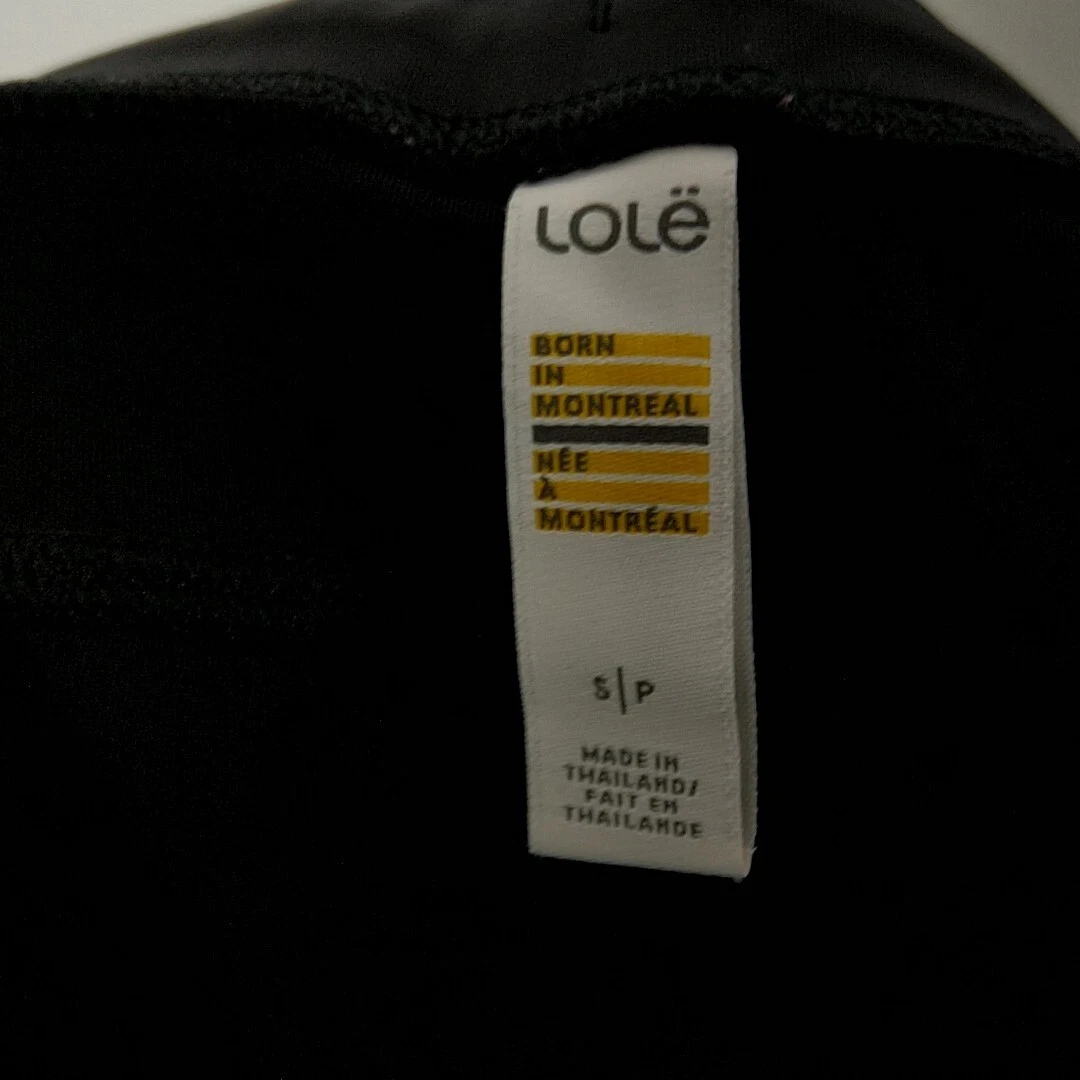 Lolë
BORN
IN
MONTREAL
NÉE
À
MONTRÉAL
S|P
MADE IN
THAILAND/
FAIT EN
THAILANDE